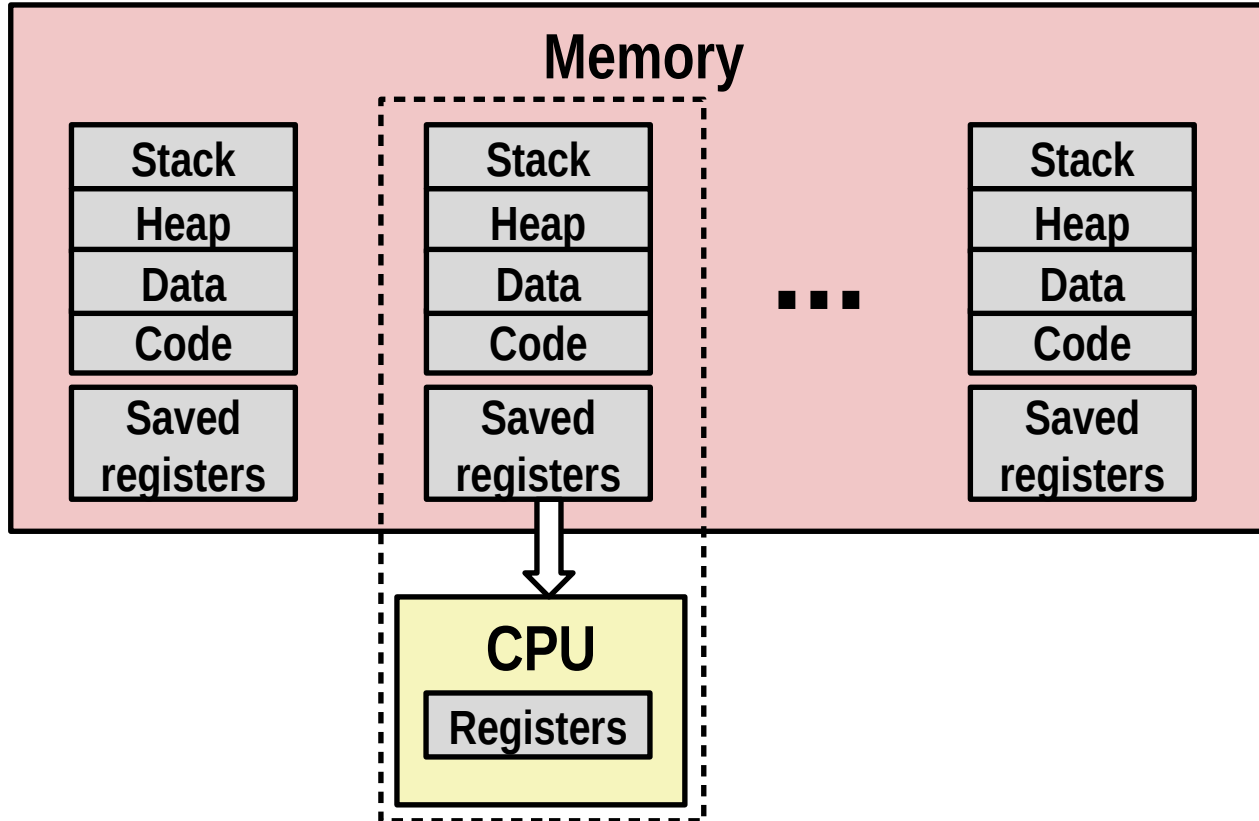 Memory
Stack
Heap
Data
Code
Saved
registers
Stack
Heap
Data
Code
Saved
registers
...
Stack
Heap
Data
Code
Saved
registers
CPU
Registers